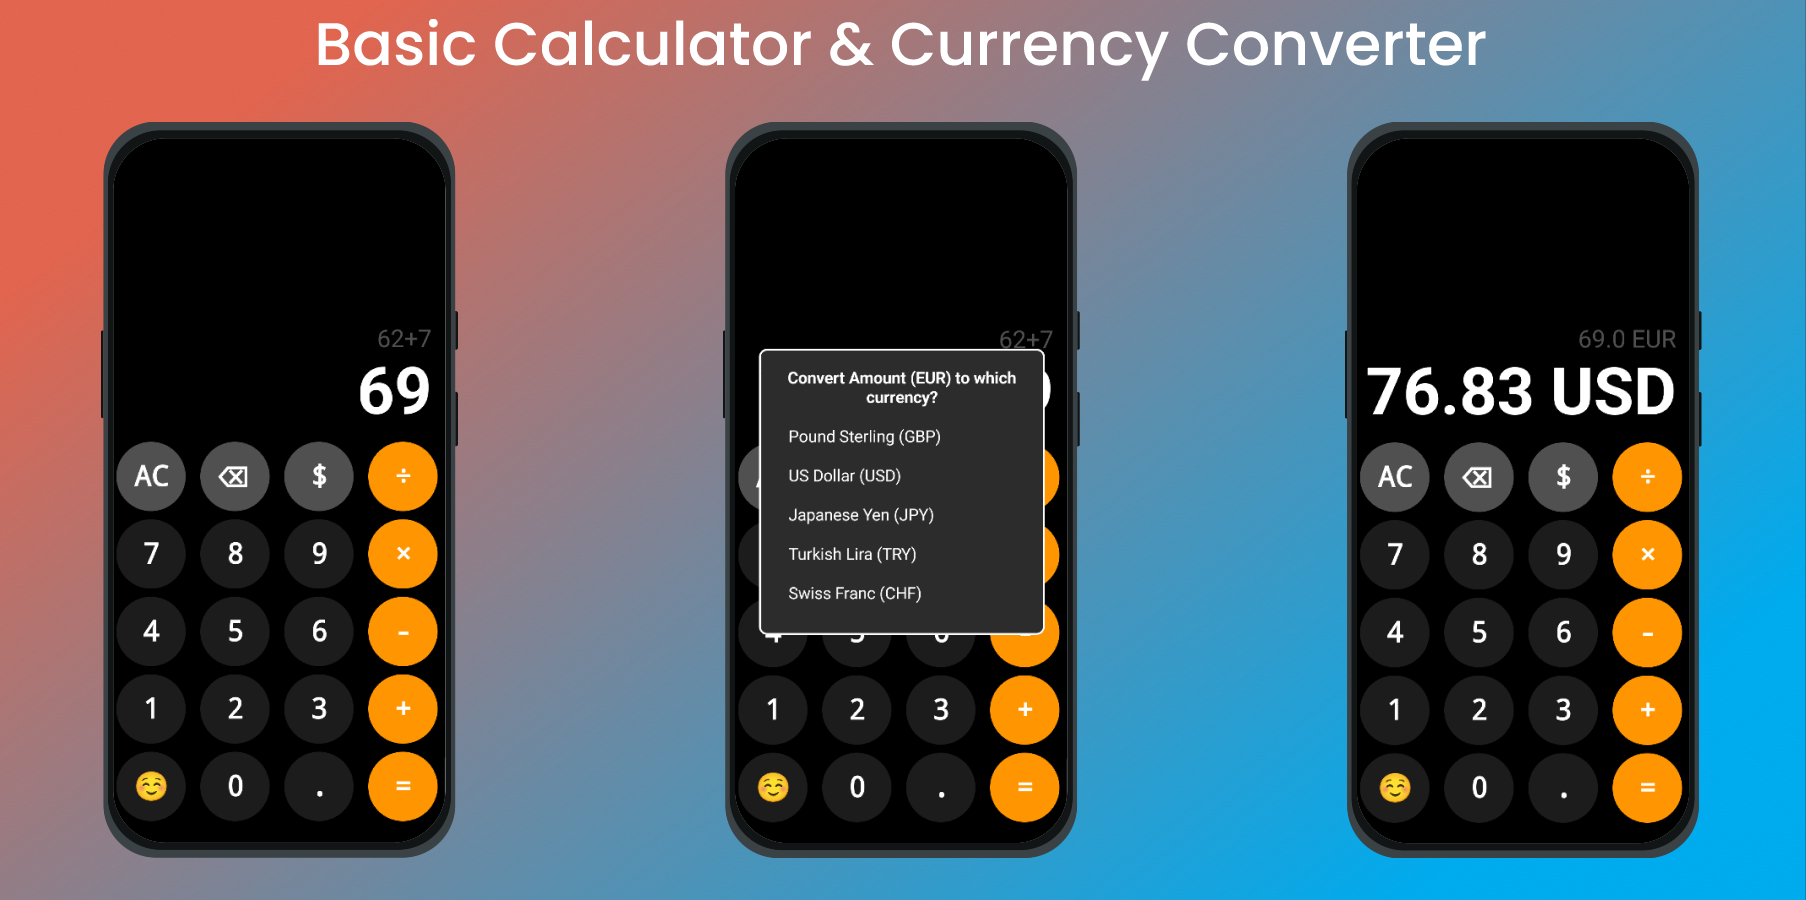 Basic Calculator & Currency Converter
62+7
69
AC $ ÷
7 8 9 ×
4 5 6 -
1 2 3 +
0 . =
62+7
Convert Amount (EUR) to which
currency?
Pound Sterling (GBP)
US Dollar (USD)
Japanese Yen (JPY)
Turkish Lira (TRY)
Swiss Franc (CHF)
1 2 3 +
0 . =
69.0 EUR
76.83 USD
AC $ ÷
7 8 9 ×
4 5 6 -
1 2 3 +
0 . =